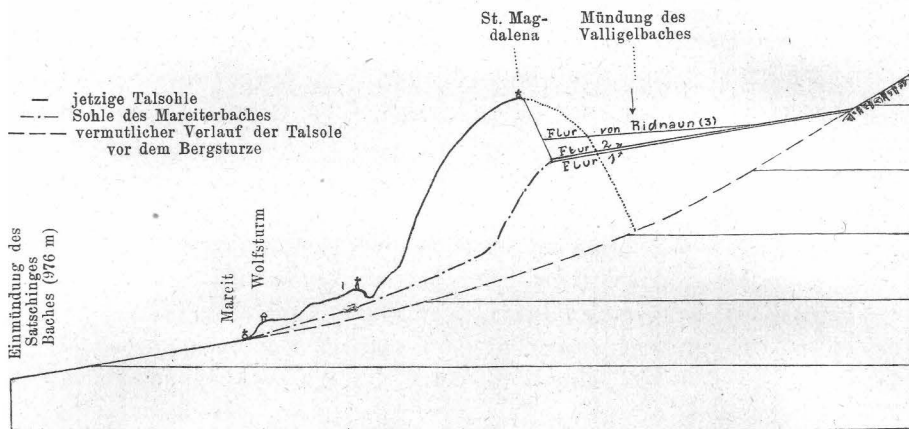 St. Mag-
dalena
Mündung des
Valligelbaches
jetzige Talsohle
Sohle des Mareiterbaches
vermutlicher Verlauf der Talsole
vor dem Bergsturze
Flur von Ridnaun (3)
Flur 2
Flur 1
Einmündung des
Satschinges
Baches (976 m)
Mareit
Wolfsturm